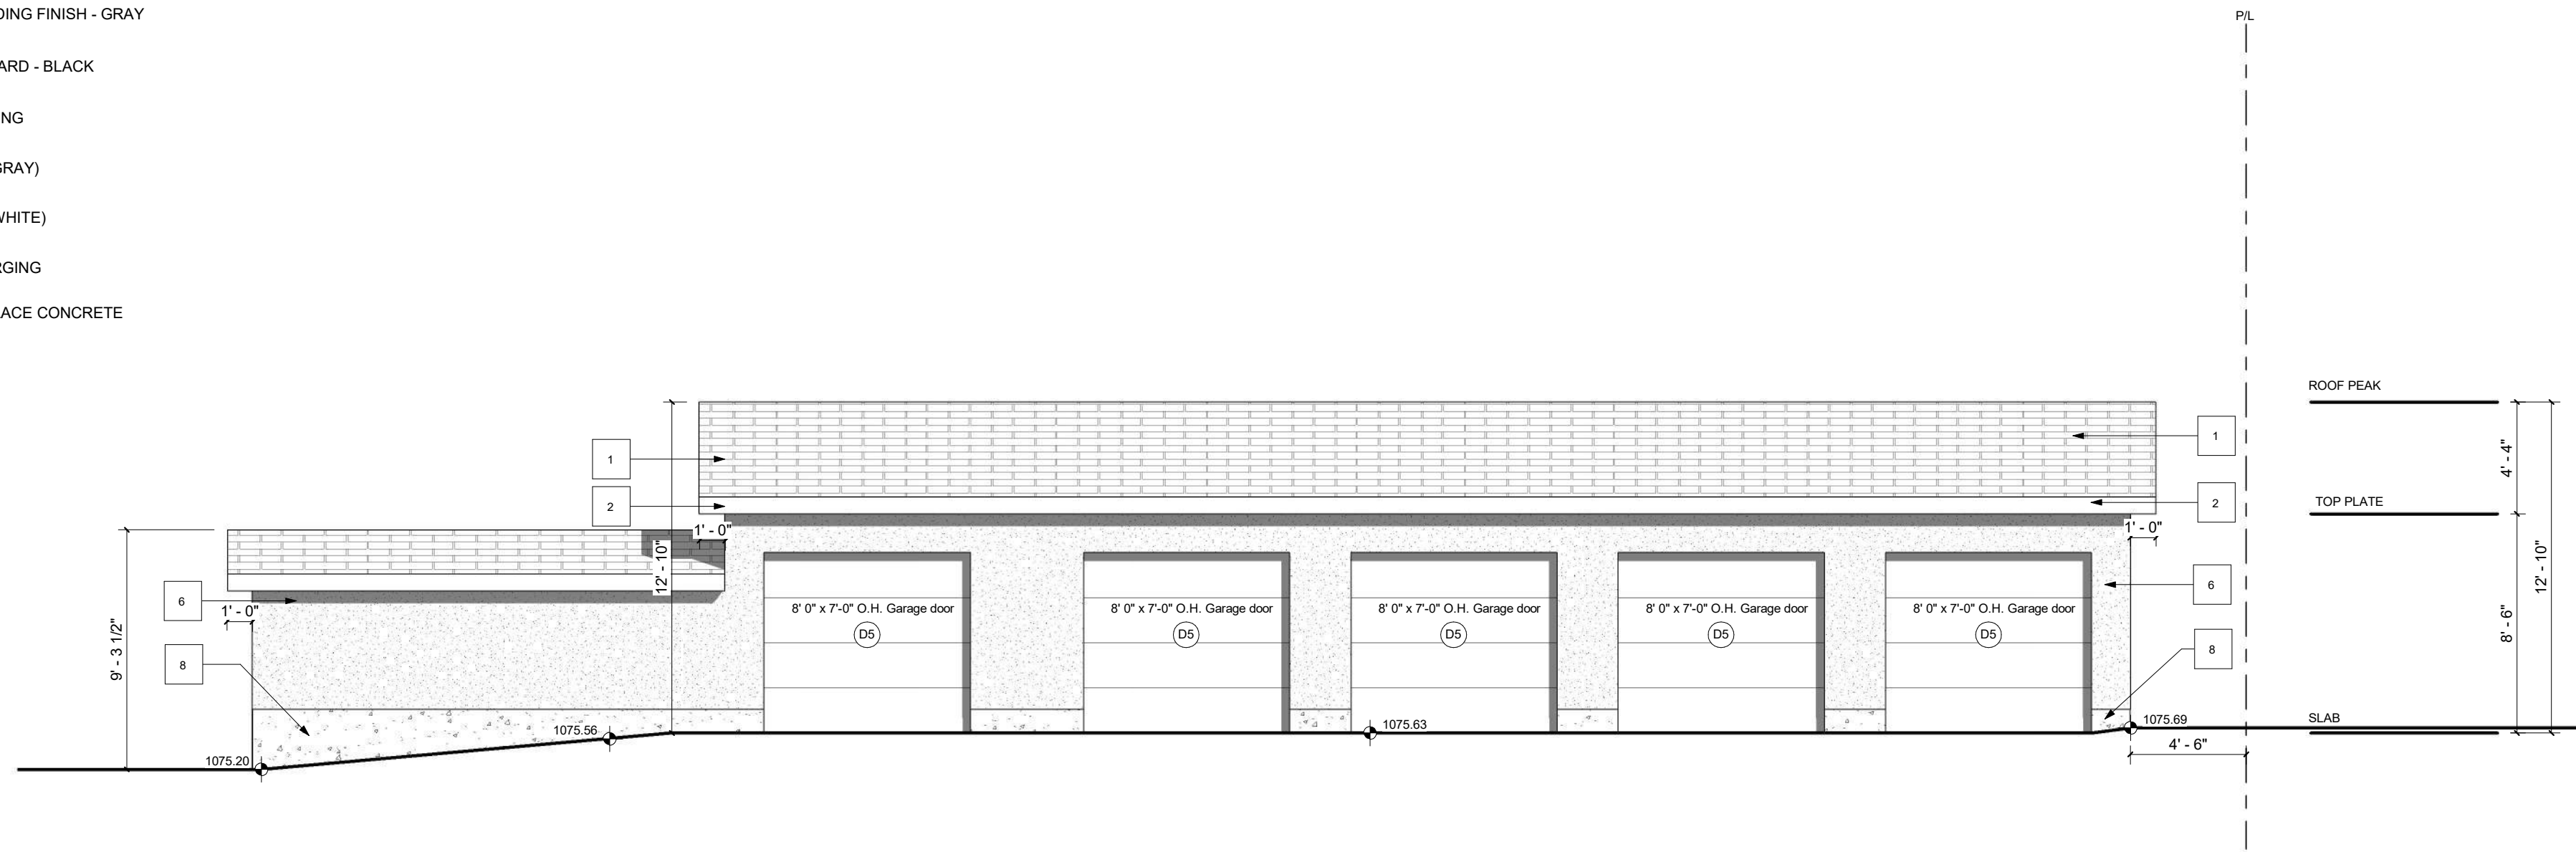 DING FINISH - GRAY
ARD - BLACK
NG
GRAY)
WHITE)
RGING
ACE CONCRETE
P/L
ROOF PEAK
1
1
4' - 4"
2
2
TOP PLATE
1' - 0"
1' - 0"
12' - 10"
12' - 10"
6
6
1' - 0"
8' 0" x 7'-0" O.H. Garage door
8' 0" x 7'-0" O.H. Garage door
8' 0" x 7'-0" O.H. Garage door
8' 0" x 7'-0" O.H. Garage door
8' 0" x 7'-0" O.H. Garage door
D5
D5
D5
D5
D5
8' - 6"
9' - 3 1/2"
8
8
1075.20
1075.56
1075.63
1075.69
SLAB
4' - 6"